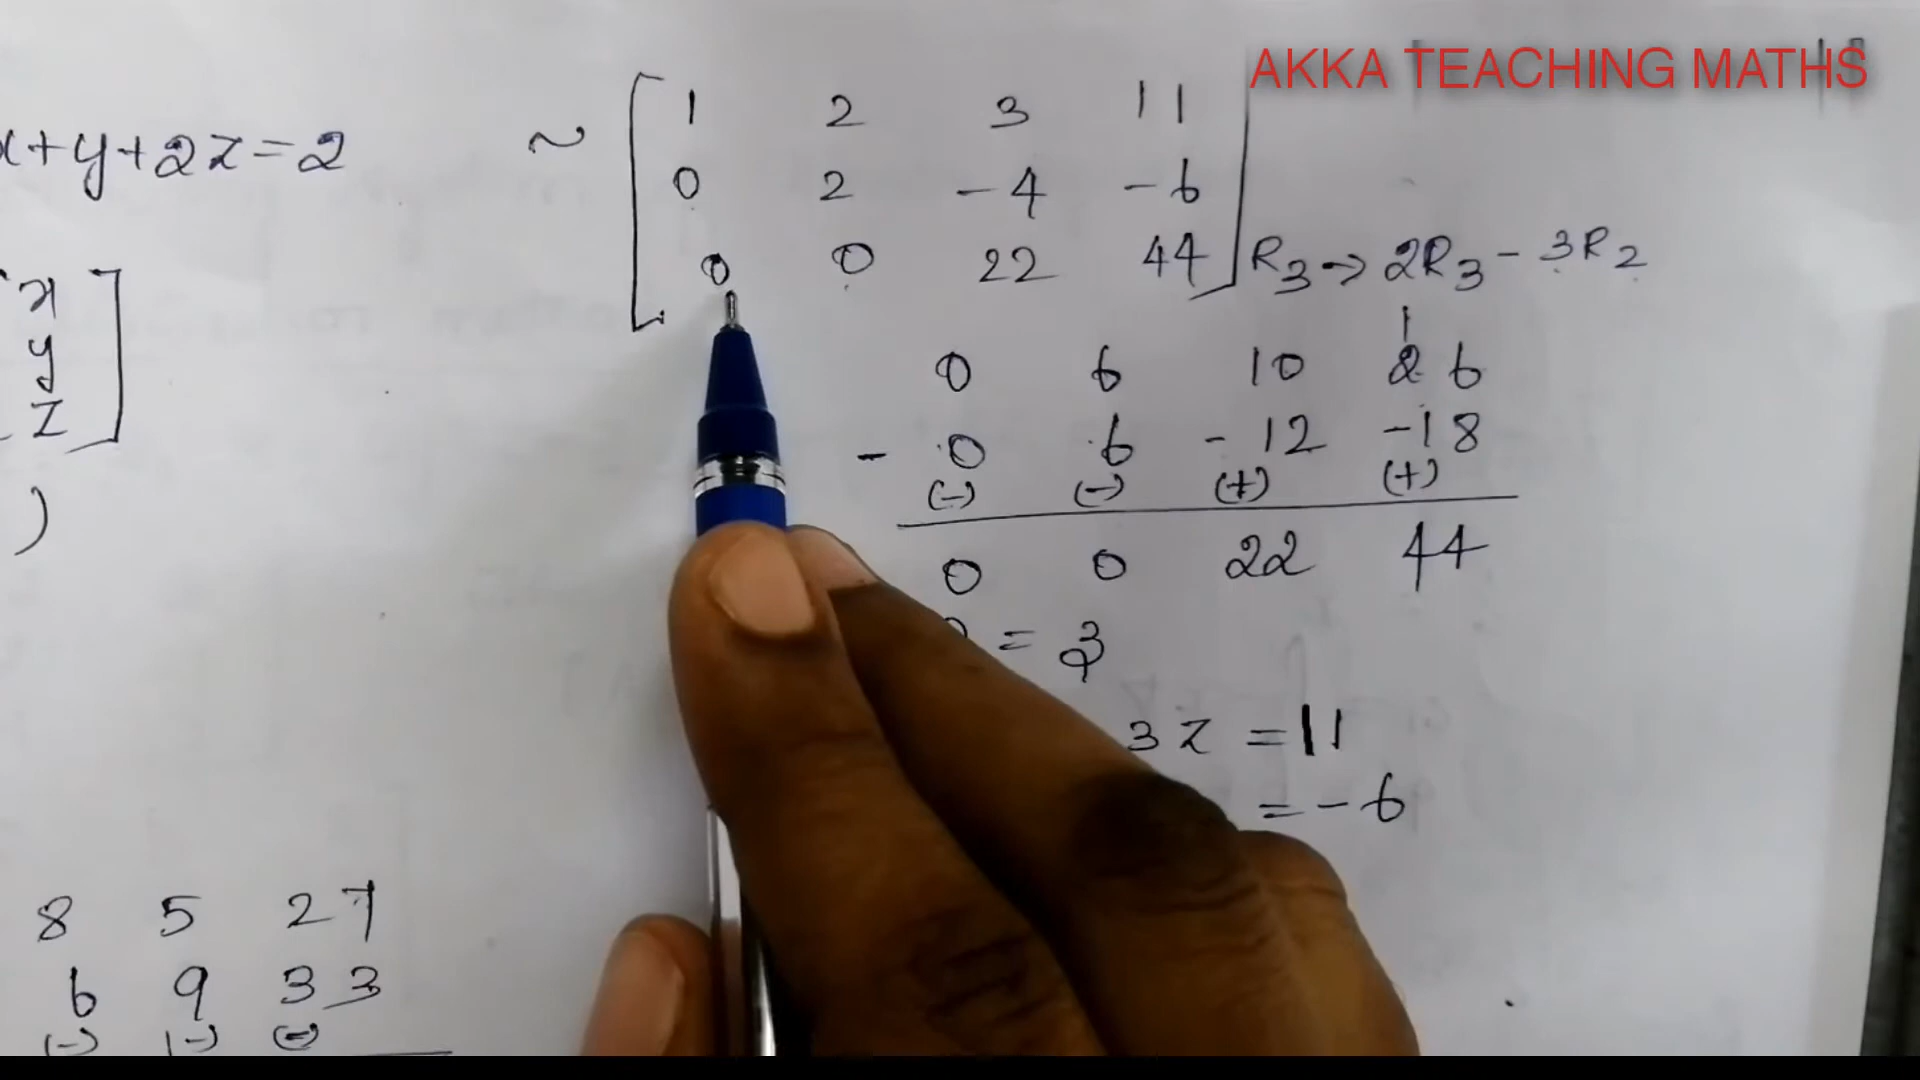 AKKA TEACHING MATHS
x+y+2z=2
x
y
z
)
8 5 27
6 9 33
(-) (-) (-)
~ [ 1 2 3 11
0 2 -4 -6
0 0 22 44 ] R3 → 2R3 - 3R2
1
0 6 10 26
- 0 6 -12 -18
(-) (-) (+) (+)
0 0 22 44
= 3
3z = 11
= -6